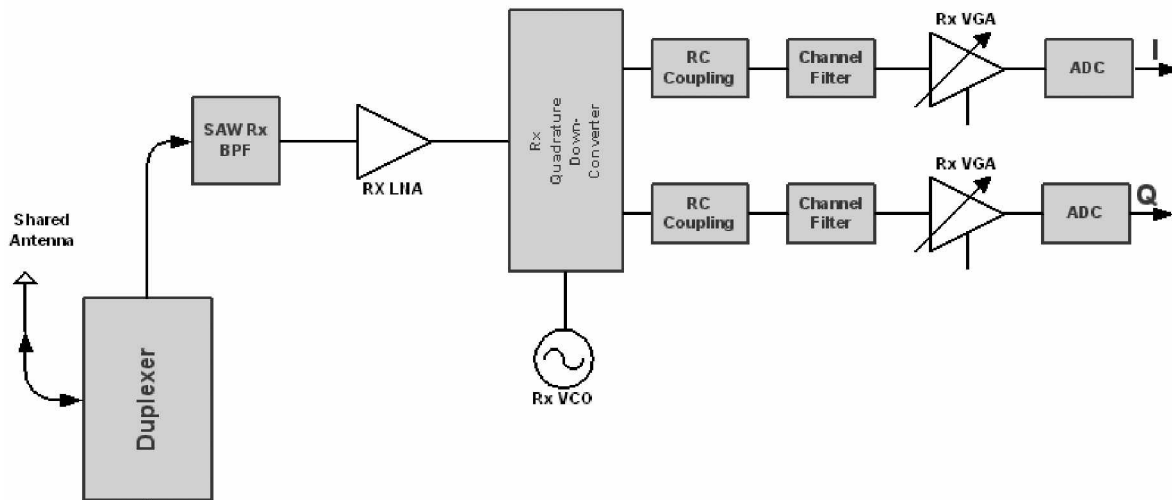 Rx VGA
I
RC
Coupling
Channel
Filter
ADC
SAW Rx
BPF
RX LNA
Rx
Quadrature
Down-
Converter
Rx VGA
Q
RC
Coupling
Channel
Filter
ADC
Shared
Antenna
Duplexer
Rx VCO